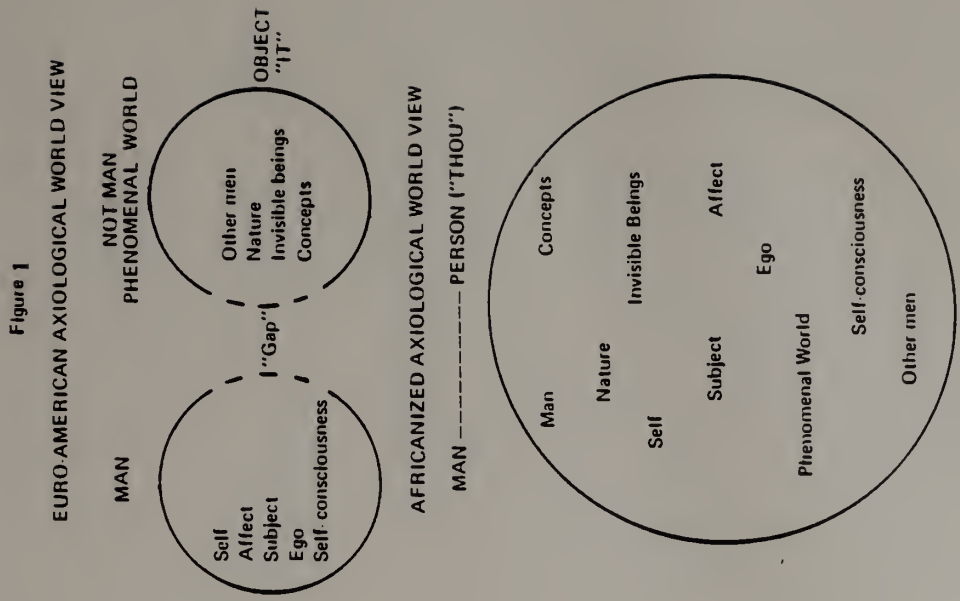 Figure 1
EURO-AMERICAN AXIOLOGICAL WORLD VIEW
MAN
NOT MAN
PHENOMENAL WORLD
Self
Affect
Subject
Ego
Self-consciousness
"Gap"
Other men
Nature
Invisible beings
Concepts
OBJECT
"IT"
AFRICANIZED AXIOLOGICAL WORLD VIEW
MAN ------------ PERSON ("THOU")
Man
Concepts
Nature
Invisible Beings
Self
Subject
Affect
Ego
Phenomenal World
Self-consciousness
Other men